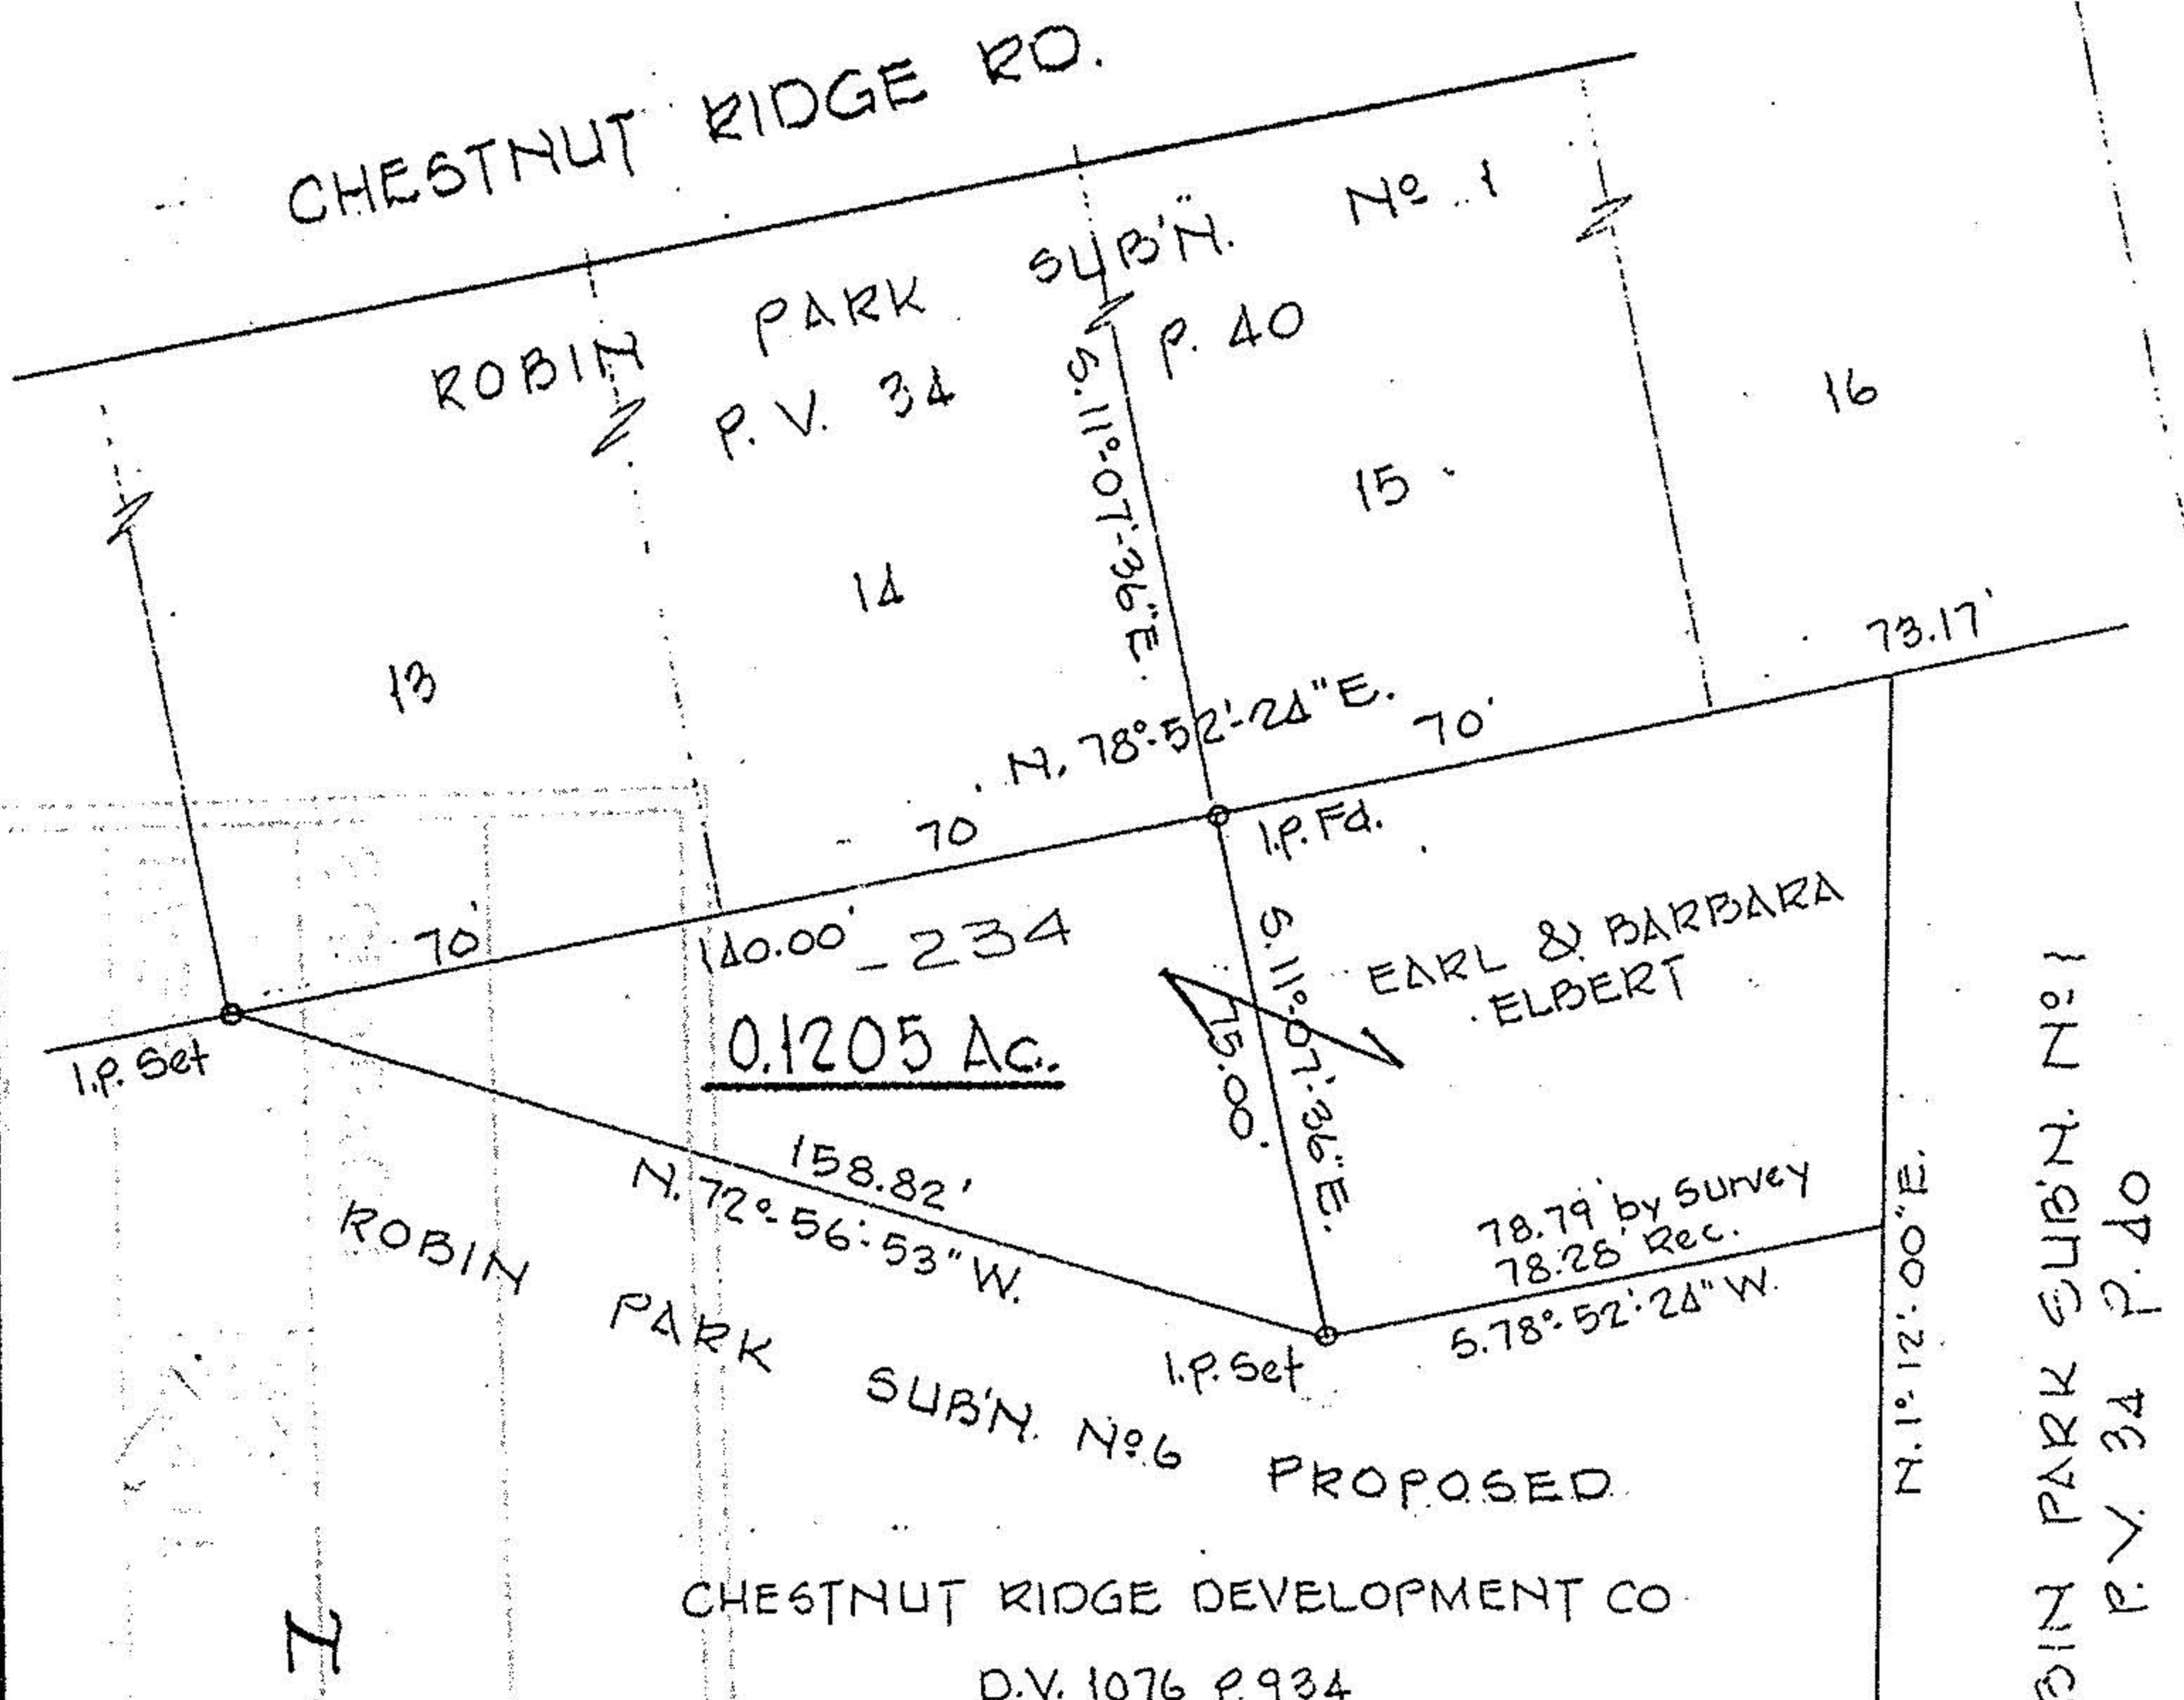 CHESTNUT RIDGE RD.
ROBIN PARK SUB'N. Nº 1
P.V. 34 P. 40
S.11°-07'-36"E.
13
14
15
16
N. 78°-52'-24"E.
73.17'
70'
70'
70'
I.P. Fd.
140.00' - 234
0.1205 Ac.
I.P. Set
S.11°-07'-36"E.
75.00'
EARL & BARBARA
ELBERT
158.82'
N.72°-56'-53"W.
78.79' by Survey
78.28' Rec.
S.78°-52'-24"W.
I.P. Set
N.1°-12'-00"E.
ROBIN PARK SUB'N. Nº 6 PROPOSED
CHESTNUT RIDGE DEVELOPMENT CO
D.V. 1076 P. 934
N
BIN PARK SUB'N. Nº 1
P.V. 34 P. 40